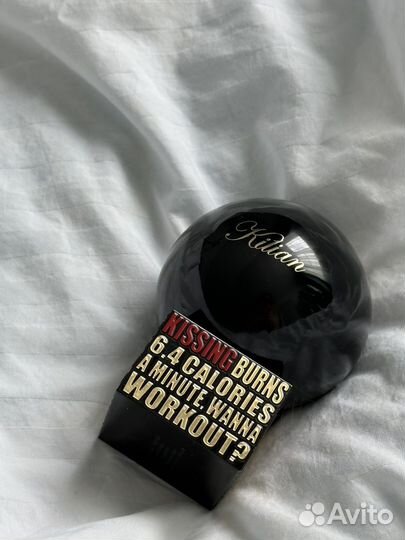 Kilian
KISSING BURNS
6.4 CALORIES
A MINUTE. WANNA
WORKOUT?
Avito